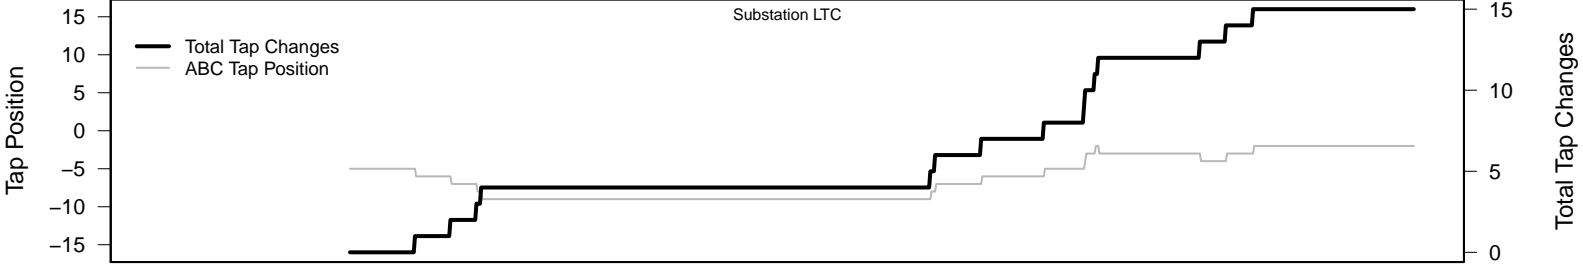 Substation LTC
Total Tap Changes
ABC Tap Position
Tap Position
15
10
5
0
−5
−10
−15
15
10
5
0
Total Tap Changes